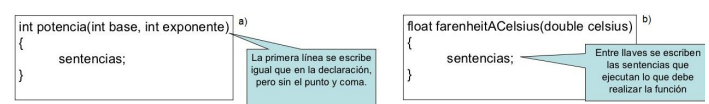 int potencia(int base, int exponente)
{
sentencias;
}
a)
La primera línea se escribe
igual que en la declaración,
pero sin el punto y coma.
float farenheitACelsius(double celsius)
{
sentencias;
}
b)
Entre llaves se escriben
las sentencias que
ejecutan lo que debe
realizar la función